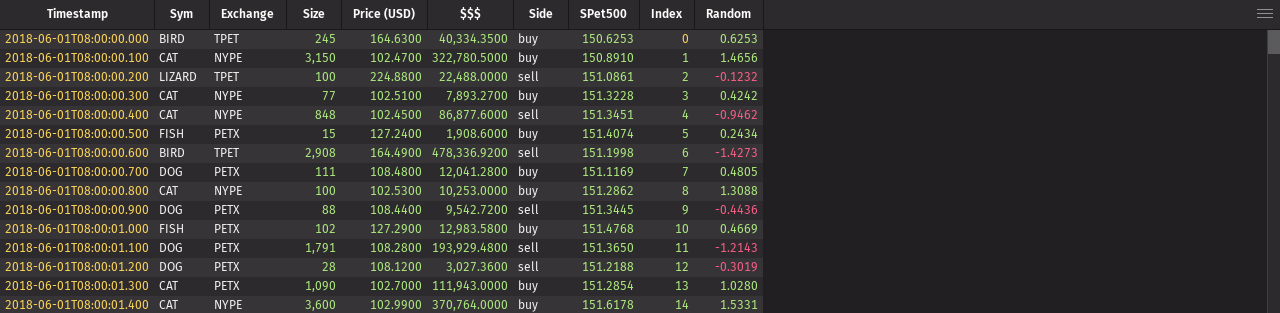 Timestamp Sym Exchange Size Price (USD) $$$ Side SPet500 Index Random
2018-06-01T08:00:00.000 BIRD TPET 245 164.6300 40,334.3500 buy 150.6253 0 0.6253
2018-06-01T08:00:00.100 CAT NYPE 3,150 102.4700 322,780.5000 buy 150.8910 1 1.4656
2018-06-01T08:00:00.200 LIZARD TPET 100 224.8800 22,488.0000 sell 151.0861 2 -0.1232
2018-06-01T08:00:00.300 CAT NYPE 77 102.5100 7,893.2700 buy 151.3228 3 0.4242
2018-06-01T08:00:00.400 CAT NYPE 848 102.4500 86,877.6000 sell 151.3451 4 -0.9462
2018-06-01T08:00:00.500 FISH PETX 15 127.2400 1,908.6000 buy 151.4074 5 0.2434
2018-06-01T08:00:00.600 BIRD TPET 2,908 164.4900 478,336.9200 sell 151.1998 6 -1.4273
2018-06-01T08:00:00.700 DOG PETX 111 108.4800 12,041.2800 buy 151.1169 7 0.4805
2018-06-01T08:00:00.800 CAT NYPE 100 102.5300 10,253.0000 buy 151.2862 8 1.3088
2018-06-01T08:00:00.900 DOG PETX 88 108.4400 9,542.7200 sell 151.3445 9 -0.4436
2018-06-01T08:00:01.000 FISH PETX 102 127.2900 12,983.5800 buy 151.4768 10 0.4669
2018-06-01T08:00:01.100 DOG PETX 1,791 108.2800 193,929.4800 sell 151.3650 11 -1.2143
2018-06-01T08:00:01.200 DOG PETX 28 108.1200 3,027.3600 sell 151.2188 12 -0.3019
2018-06-01T08:00:01.300 CAT PETX 1,090 102.7000 111,943.0000 buy 151.2854 13 1.0280
2018-06-01T08:00:01.400 CAT NYPE 3,600 102.9900 370,764.0000 buy 151.6178 14 1.5331